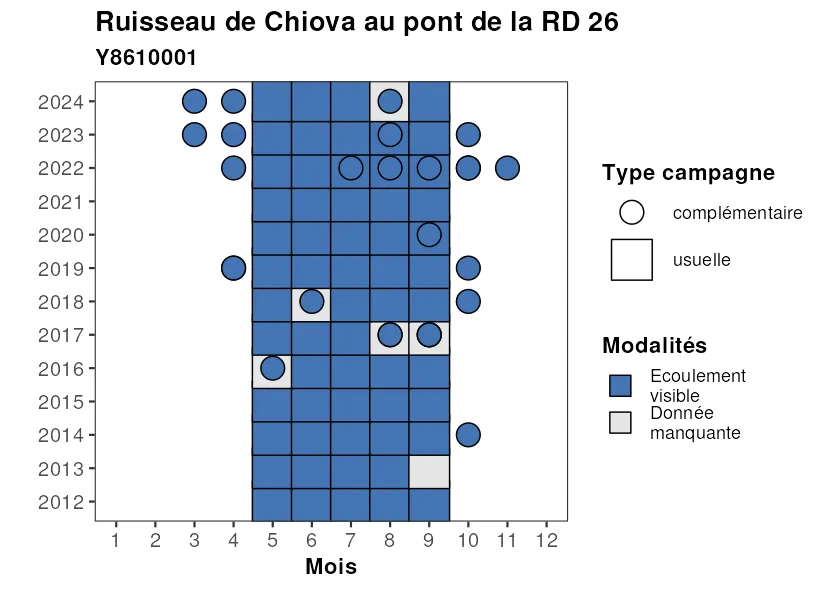 Ruisseau de Chiova au pont de la RD 26
Y8610001
2024
2023
2022
2021
2020
2019
2018
2017
2016
2015
2014
2013
2012
1 2 3 4 5 6 7 8 9 10 11 12
Mois
Type campagne
complémentaire
usuelle
Modalités
Ecoulement
visible
Donnée
manquante